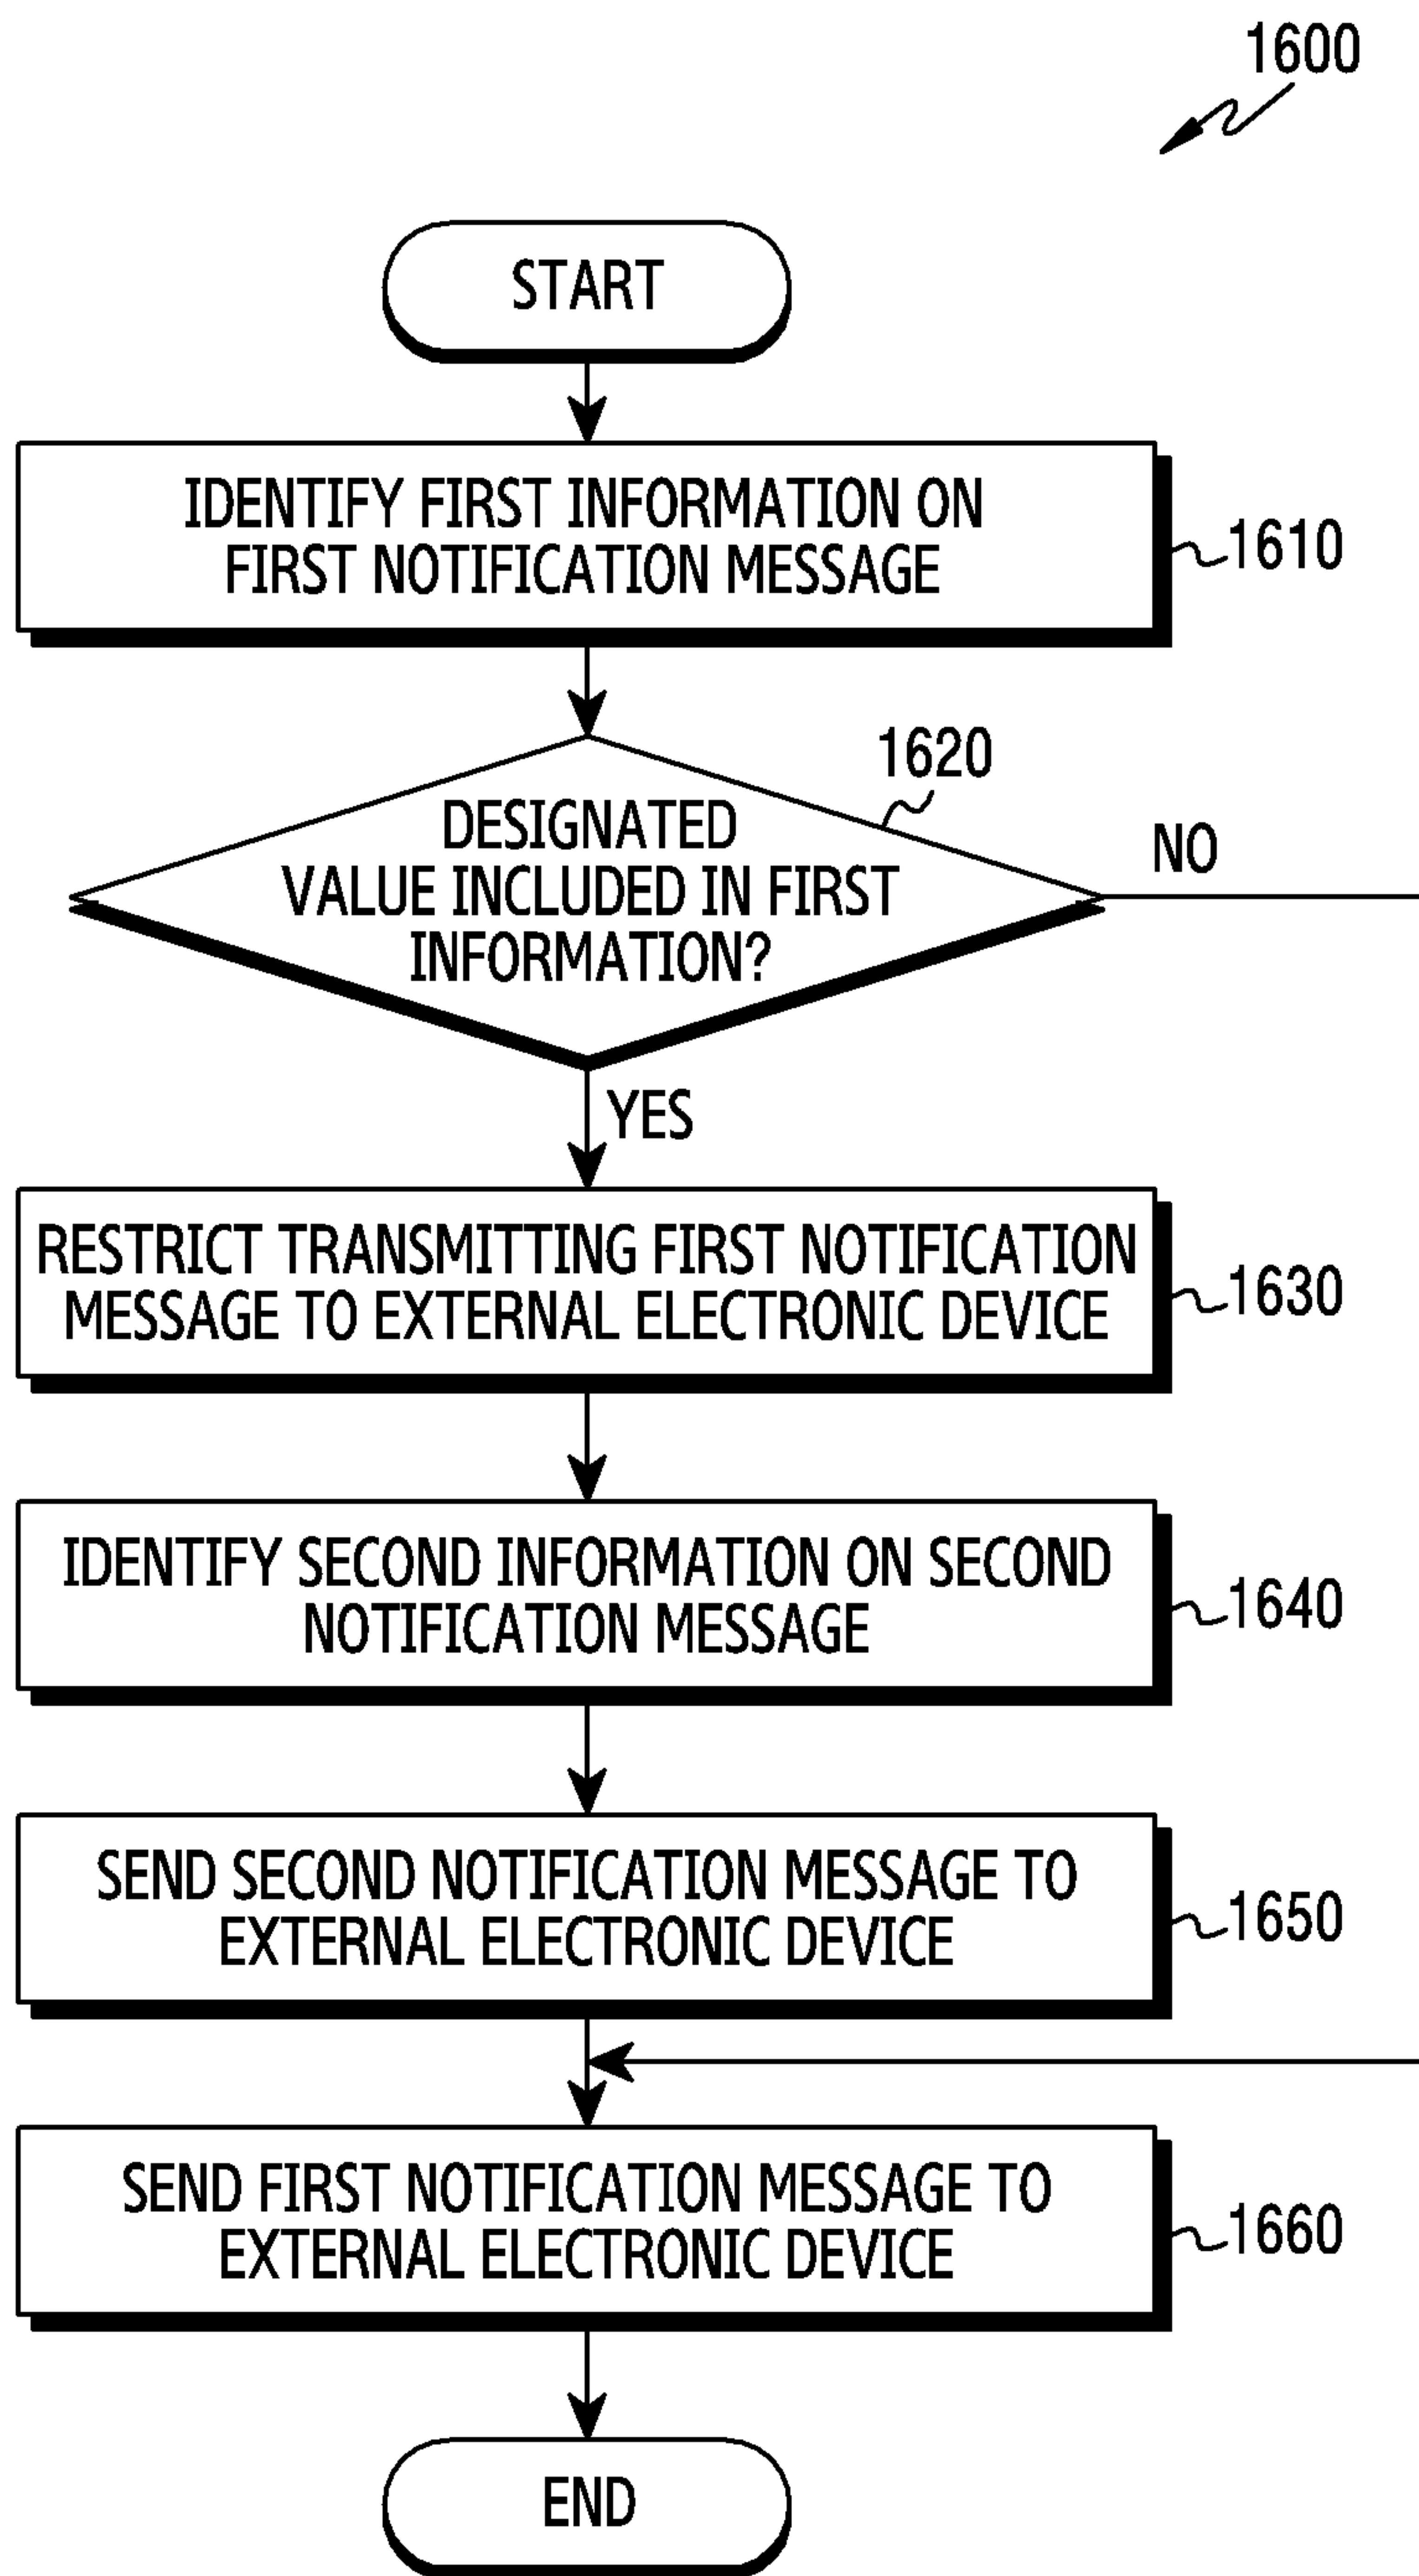 1600
START
IDENTIFY FIRST INFORMATION ON
FIRST NOTIFICATION MESSAGE
1610
1620
DESIGNATED
VALUE INCLUDED IN FIRST
INFORMATION?
NO
YES
RESTRICT TRANSMITTING FIRST NOTIFICATION
MESSAGE TO EXTERNAL ELECTRONIC DEVICE
1630
IDENTIFY SECOND INFORMATION ON SECOND
NOTIFICATION MESSAGE
1640
SEND SECOND NOTIFICATION MESSAGE TO
EXTERNAL ELECTRONIC DEVICE
1650
SEND FIRST NOTIFICATION MESSAGE TO
EXTERNAL ELECTRONIC DEVICE
1660
END